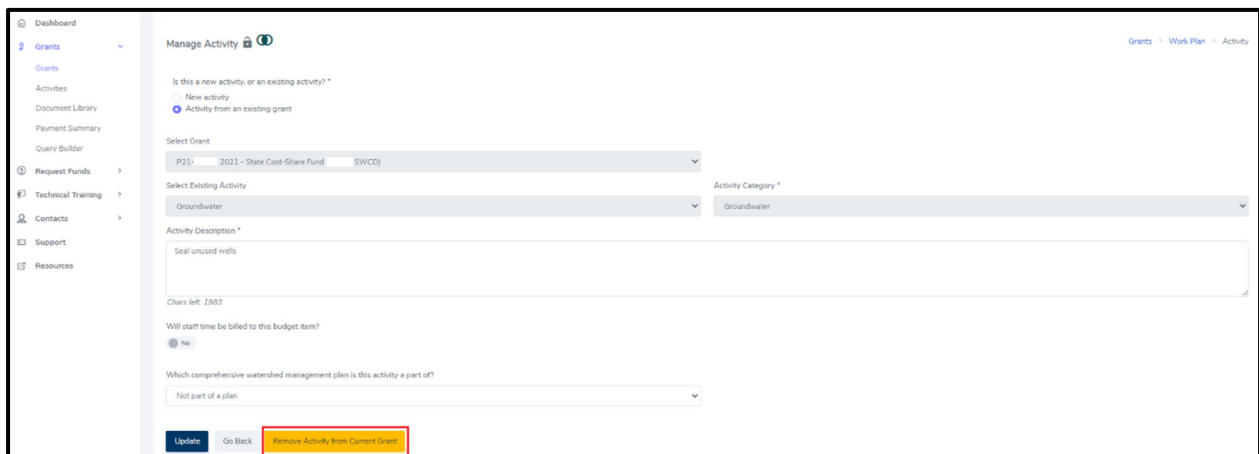 Dashboard
Grants
Grants
Activities
Document Library
Payment Summary
Query Builder
Request Funds
Technical Training
Contacts
Support
Resources
Manage Activity
Grants > Work Plan > Activity
Is this a new activity, or an existing activity? *
New activity
Activity from an existing grant
Select Grant
P21- 2021 - State Cost-Share Fund SWCD)
Select Existing Activity
Activity Category *
Groundwater
Groundwater
Activity Description *
Seal unused wells
Chars left: 1983
Will staff time be billed to this budget item?
No
Which comprehensive watershed management plan is this activity a part of?
Not part of a plan
Update Go Back Remove Activity from Current Grant